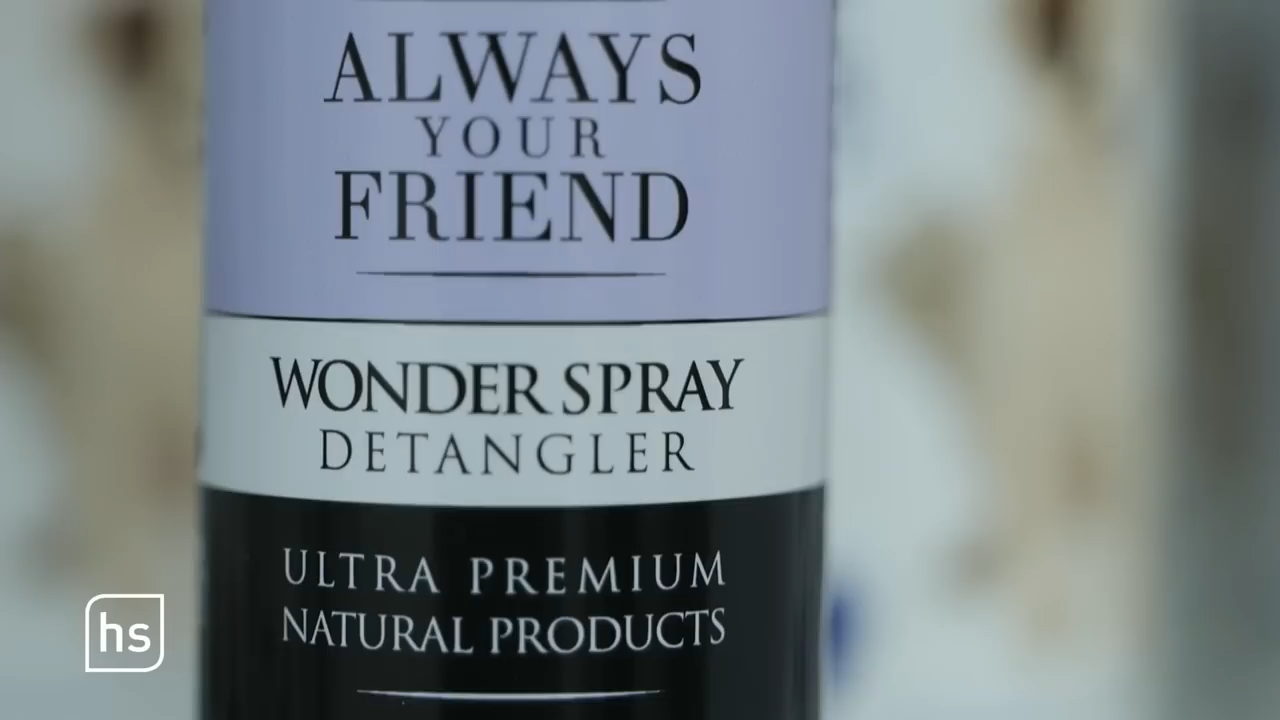 ALWAYS
YOUR
FRIEND
WONDER SPRAY
DETANGLER
ULTRA PREMIUM
NATURAL PRODUCTS
hs